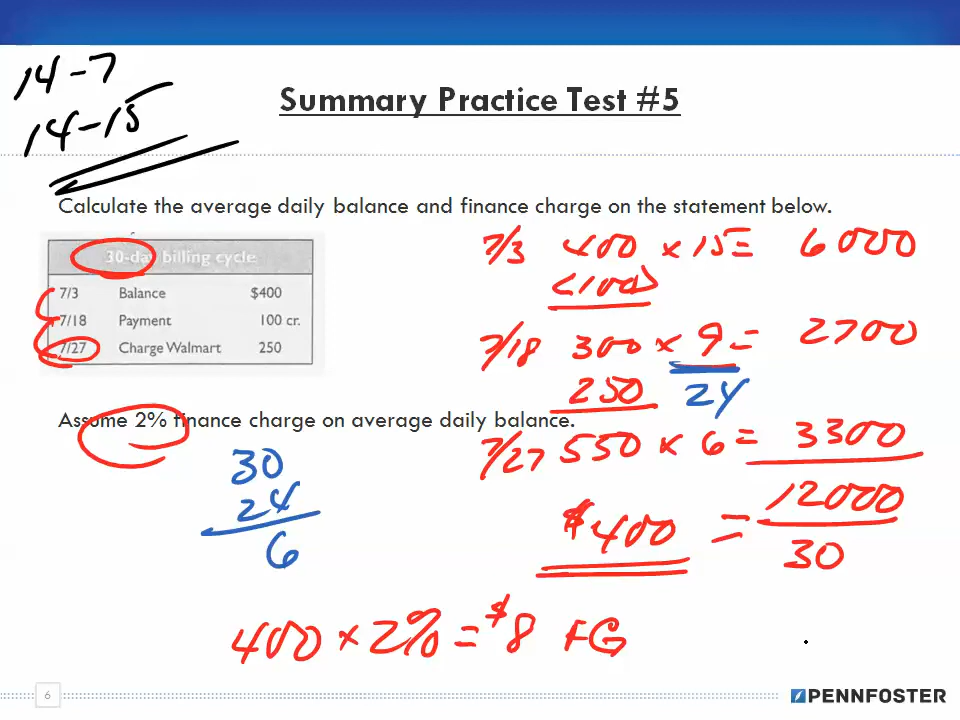 14-7
14-15
Summary Practice Test #5
Calculate the average daily balance and finance charge on the statement below.
30-day billing cycle
7/3 Balance $400
7/18 Payment 100 cr.
7/27 Charge Walmart 250
7/3 400 x 15 = 6000
<100>
7/18 300 x 9 = 2700
250 24
Assume 2% finance charge on average daily balance.
7/27 550 x 6 = 3300
30
24
6
$400 = 12000
30
400 x 2% = $8 FG
6
PENNFOSTER